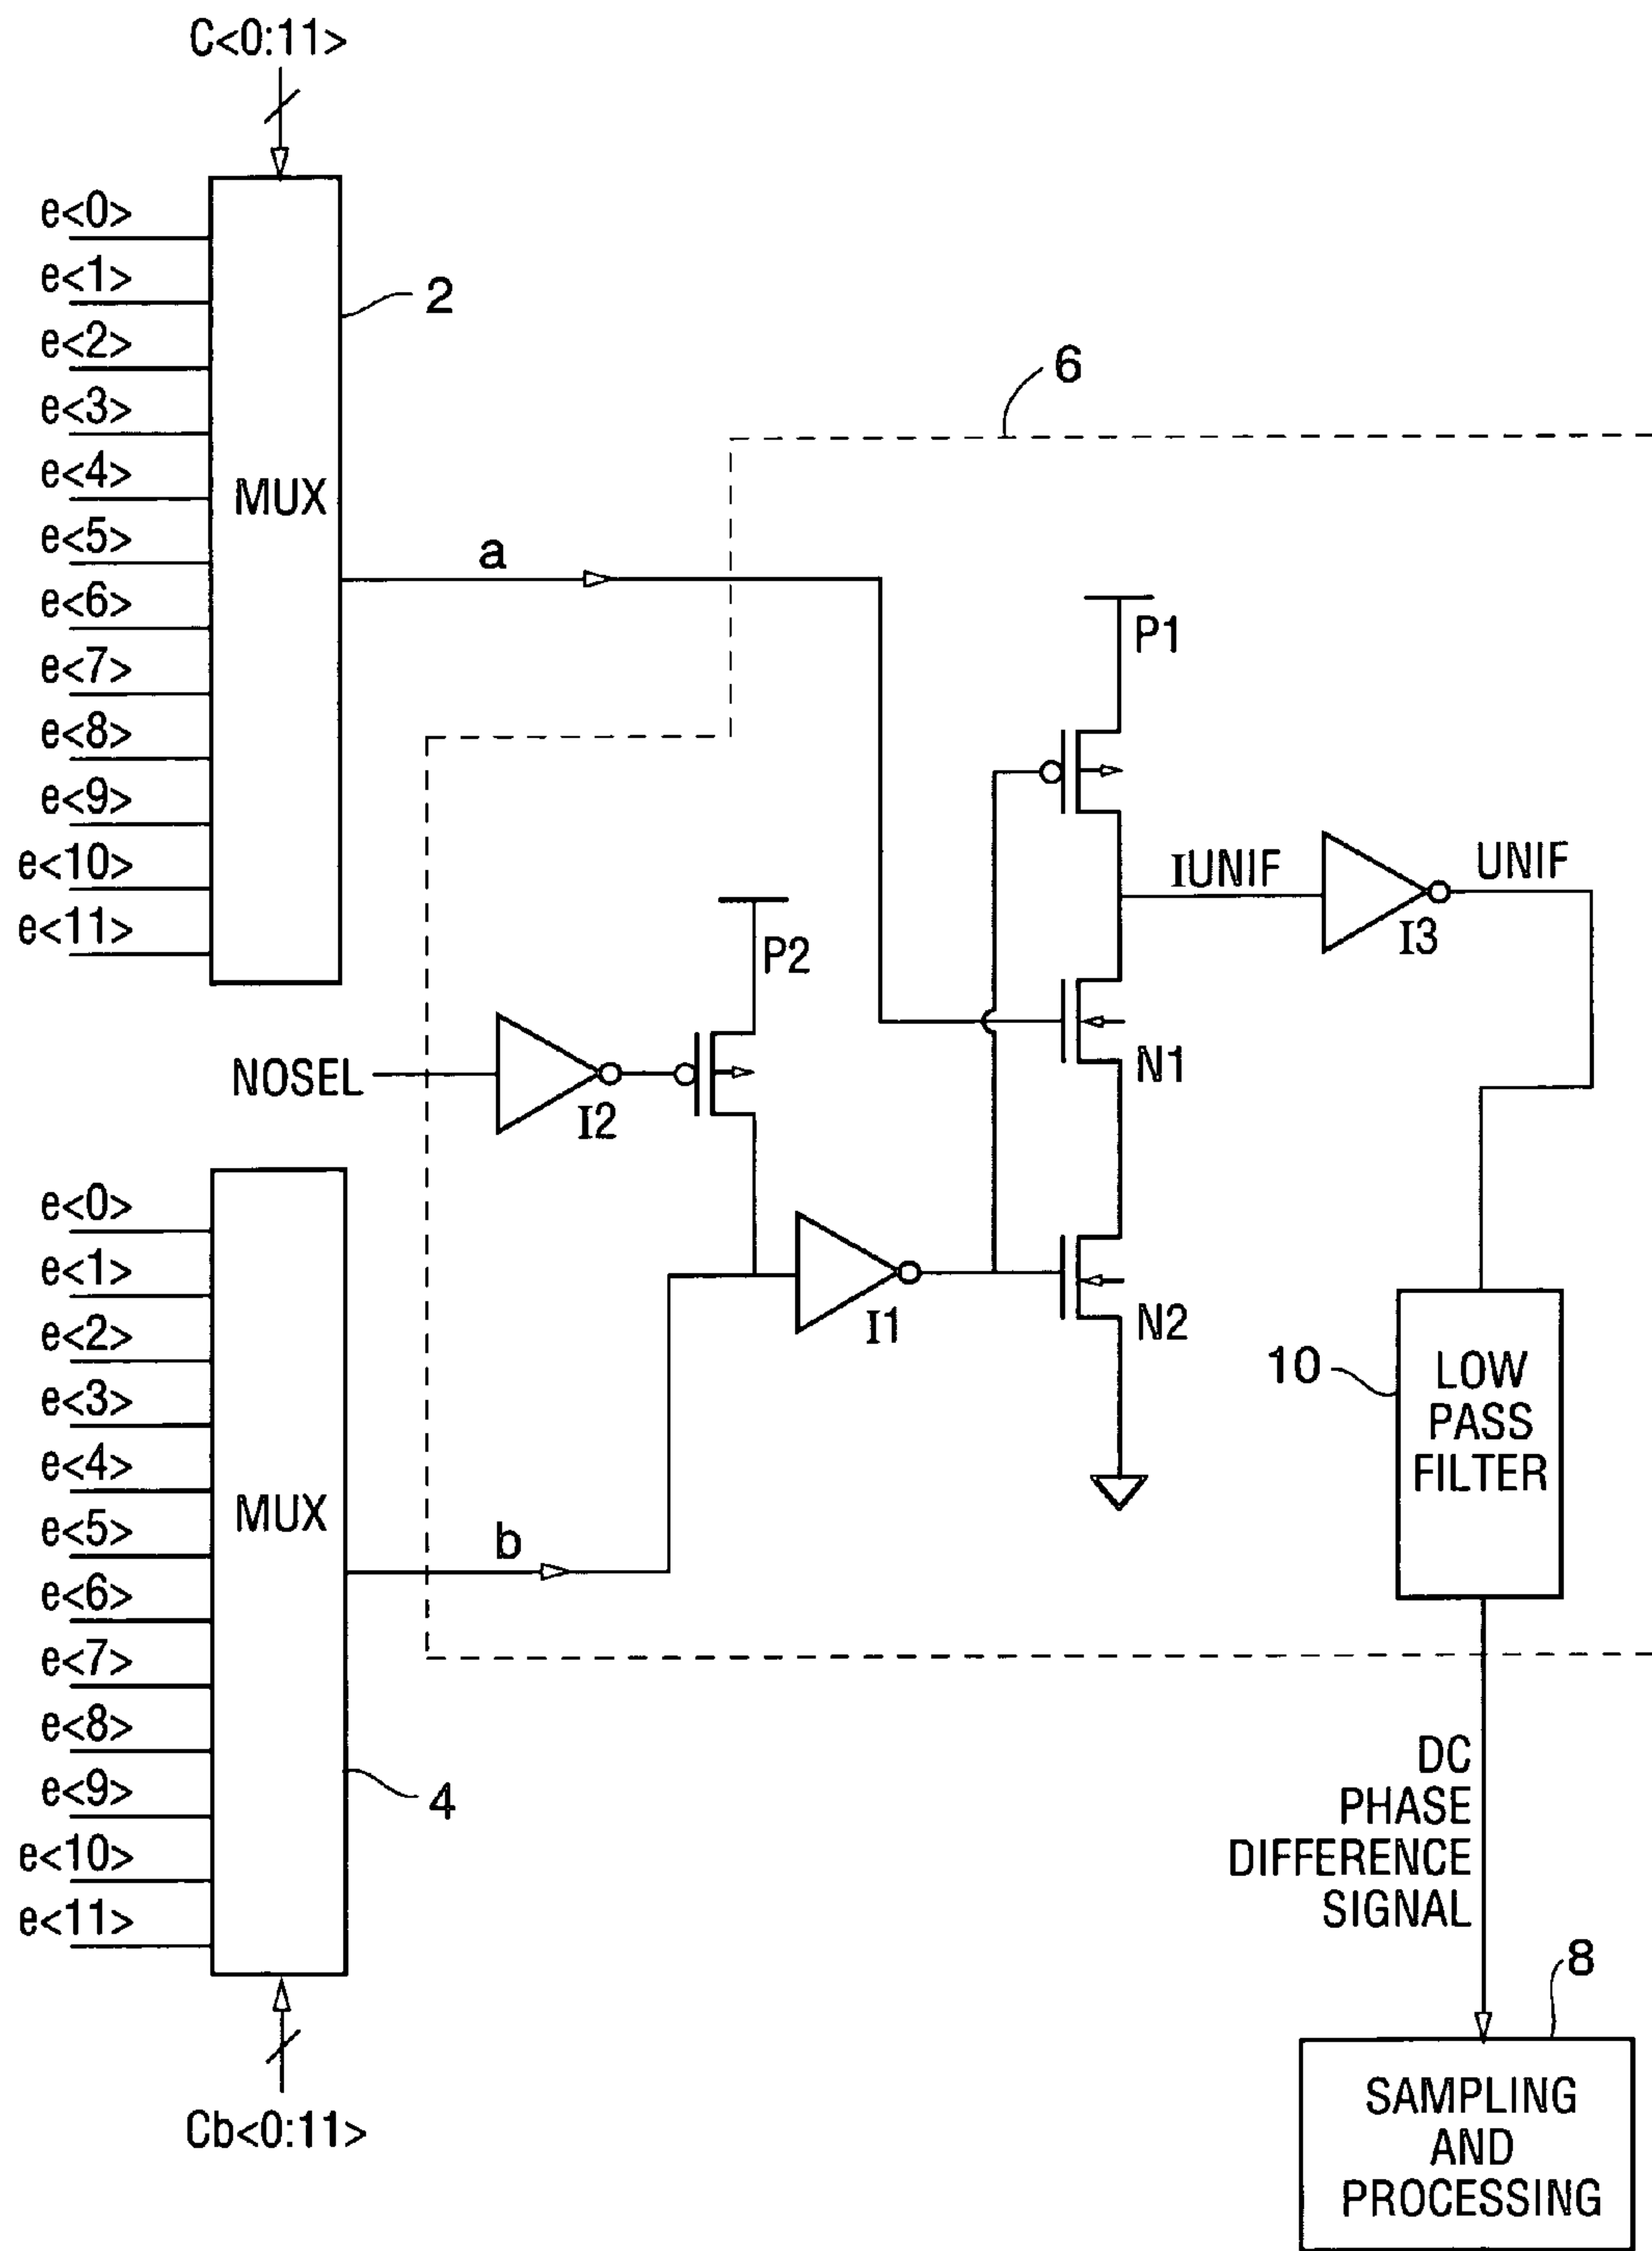 C<0:11>
e<0>
e<1>
e<2>
e<3>
e<4>
e<5>
e<6>
e<7>
e<8>
e<9>
e<10>
e<11>
MUX
2
a
6
P1
IUNIF
I3
UNIF
P2
NOSEL
I2
N1
I1
N2
10
LOW
PASS
FILTER
e<0>
e<1>
e<2>
e<3>
e<4>
e<5>
e<6>
e<7>
e<8>
e<9>
e<10>
e<11>
MUX
b
4
Cb<0:11>
DC
PHASE
DIFFERENCE
SIGNAL
8
SAMPLING
AND
PROCESSING